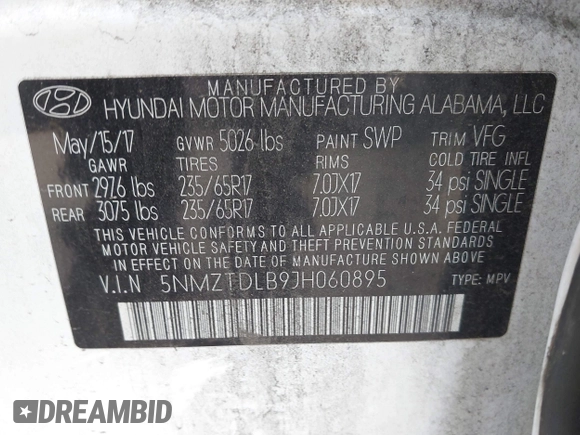 MANUFACTURED BY
HYUNDAI MOTOR MANUFACTURING ALABAMA, LLC
May/15/17 GVWR 5026 lbs PAINT SWP TRIM VFG
GAWR TIRES RIMS COLD TIRE INFL
FRONT 2976 lbs 235/65R17 7.0JX17 34 psi SINGLE
REAR 3075 lbs 235/65R17 7.0JX17 34 psi SINGLE
THIS VEHICLE CONFORMS TO ALL APPLICABLE U.S.A. FEDERAL
MOTOR VEHICLE SAFETY AND THEFT PREVENTION STANDARDS
IN EFFECT ON THE DATE OF MANUFACTURE SHOWN ABOVE.
V.I.N 5NMZTDLB9JH060895 TYPE: MPV
DREAMBID